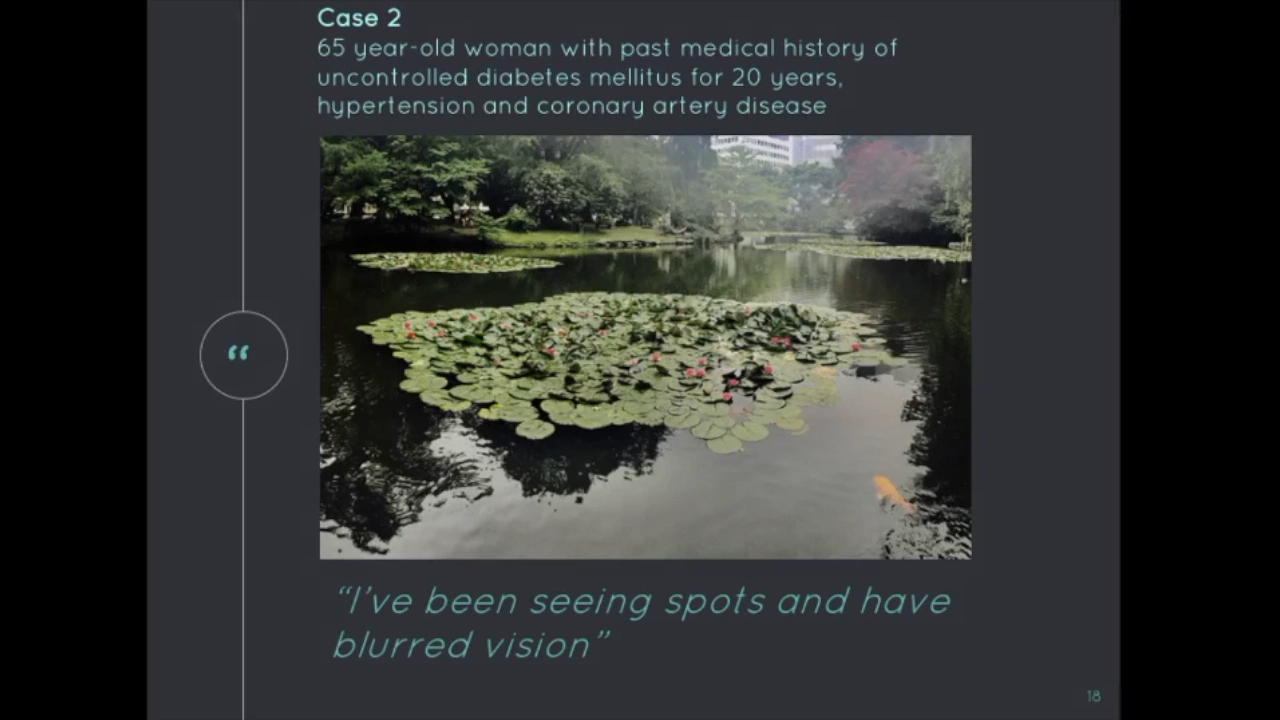 Case 2
65 year-old woman with past medical history of
uncontrolled diabetes mellitus for 20 years,
hypertension and coronary artery disease
“
“I’ve been seeing spots and have
blurred vision”
18